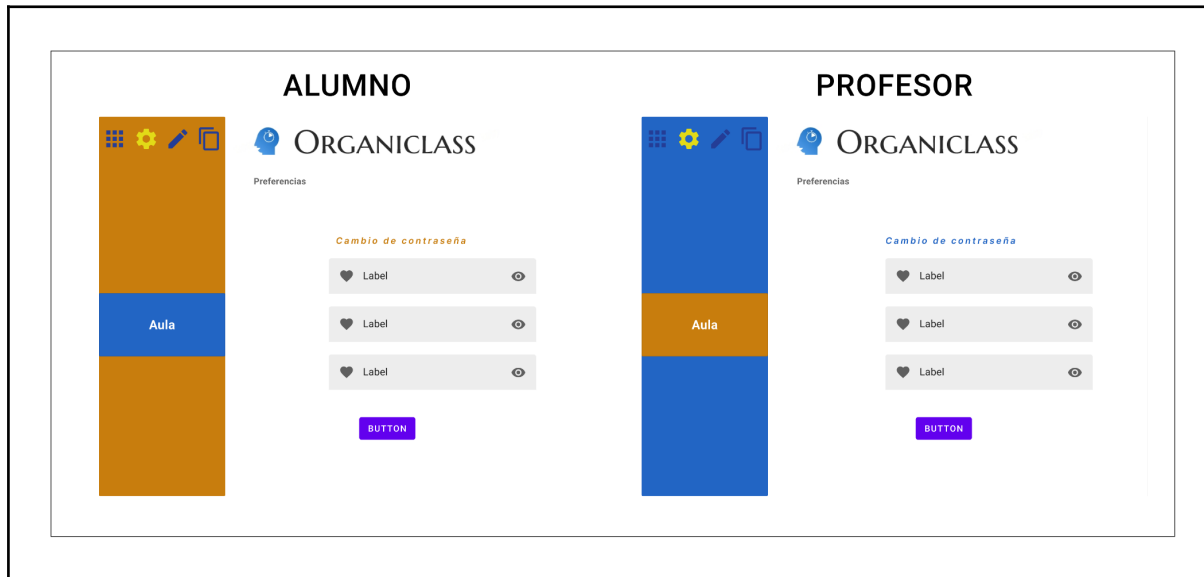 ALUMNO
ORGANICLASS
Preferencias
Cambio de contraseña
Label
Aula
Label
Label
BUTTON
PROFESOR
ORGANICLASS
Preferencias
Cambio de contraseña
Label
Aula
Label
Label
BUTTON